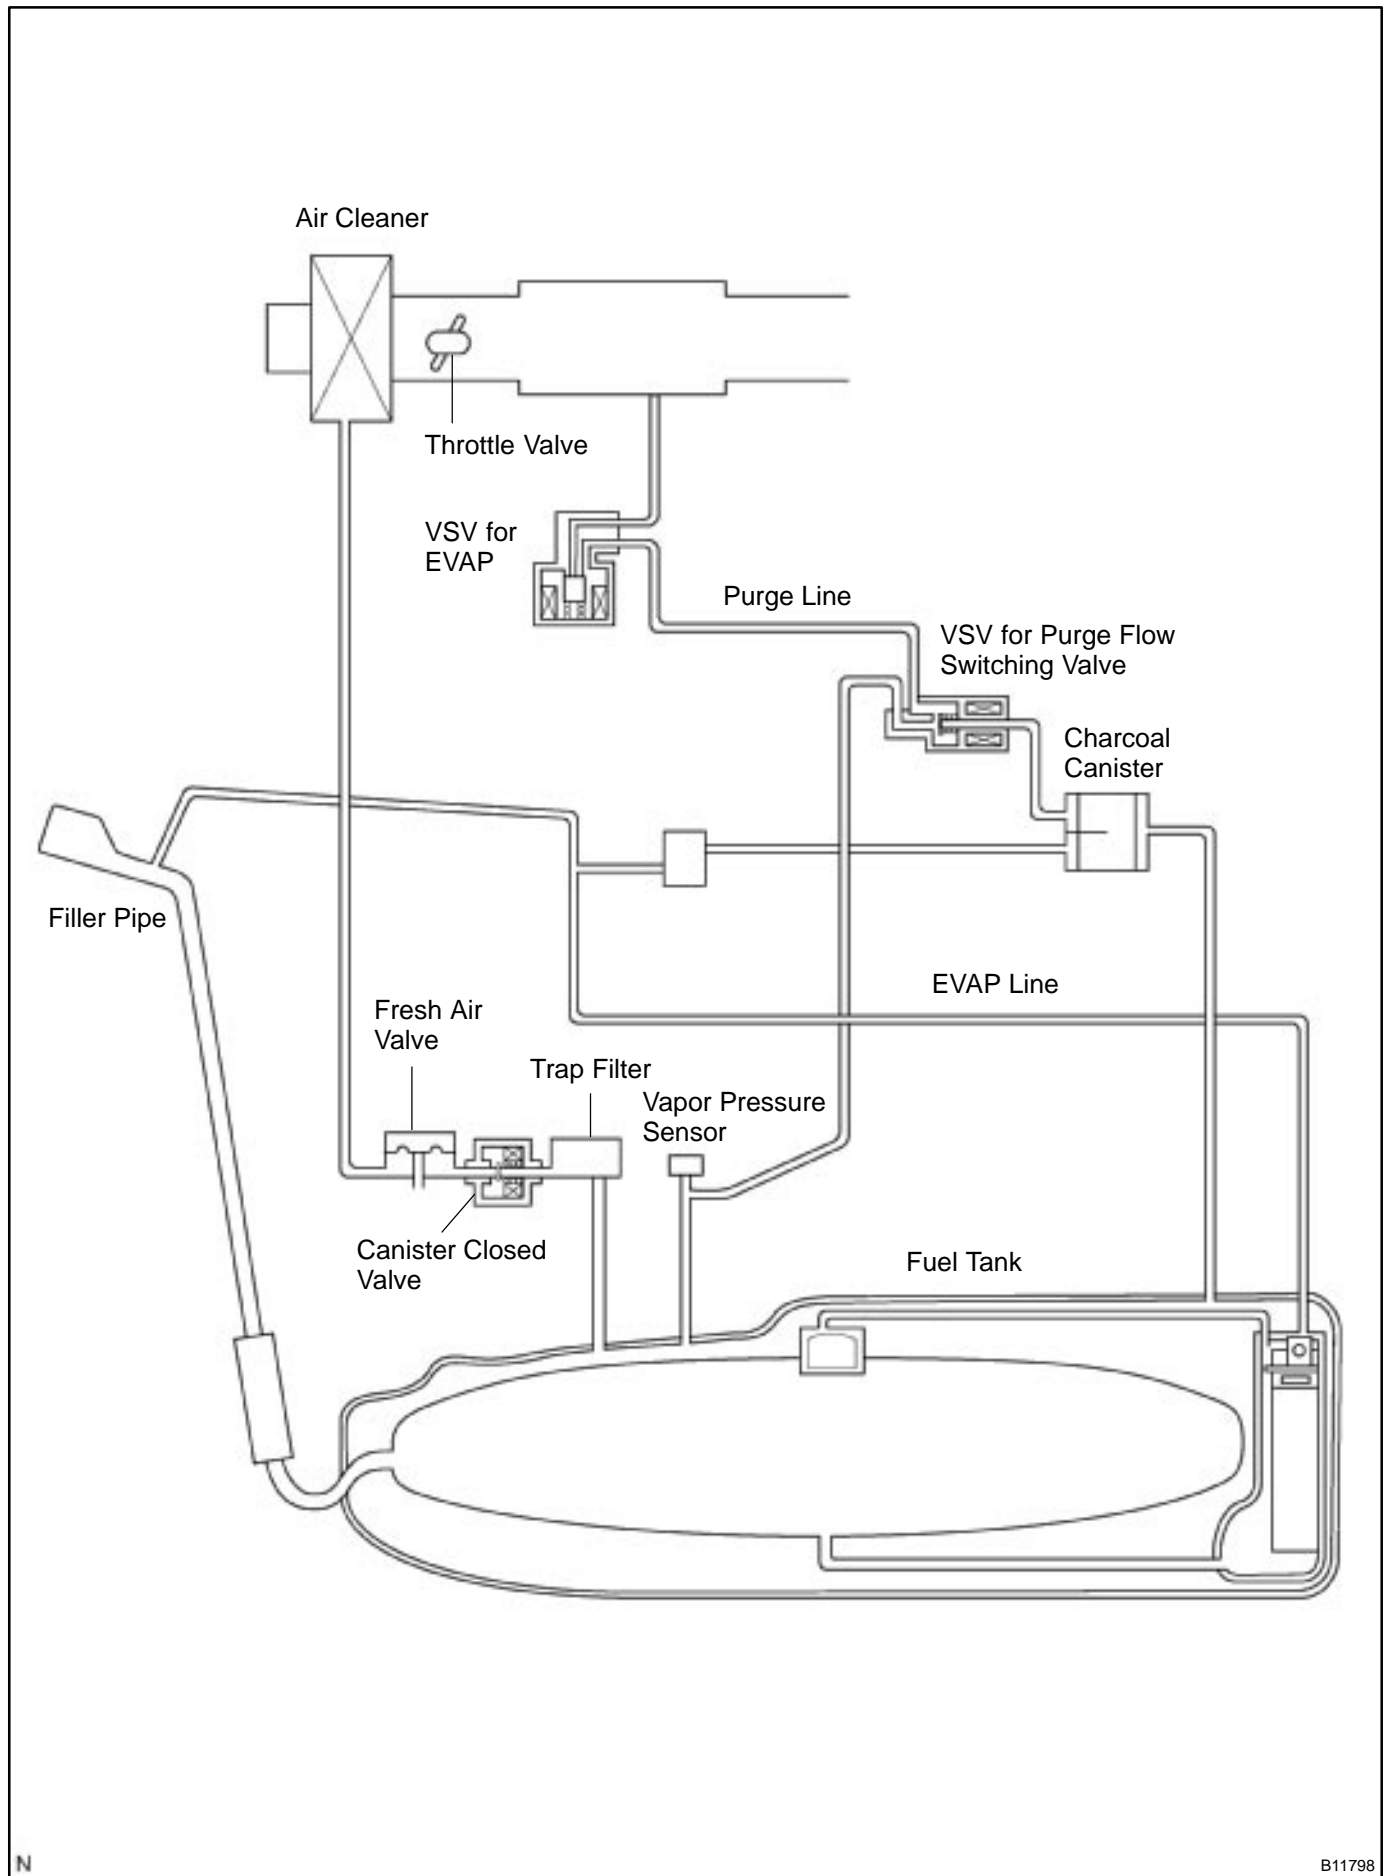 Air Cleaner
Throttle Valve
VSV for
EVAP
Purge Line
VSV for Purge Flow
Switching Valve
Charcoal
Canister
Filler Pipe
EVAP Line
Fresh Air
Valve
Trap Filter
Vapor Pressure
Sensor
Canister Closed
Valve
Fuel Tank
N
B11798